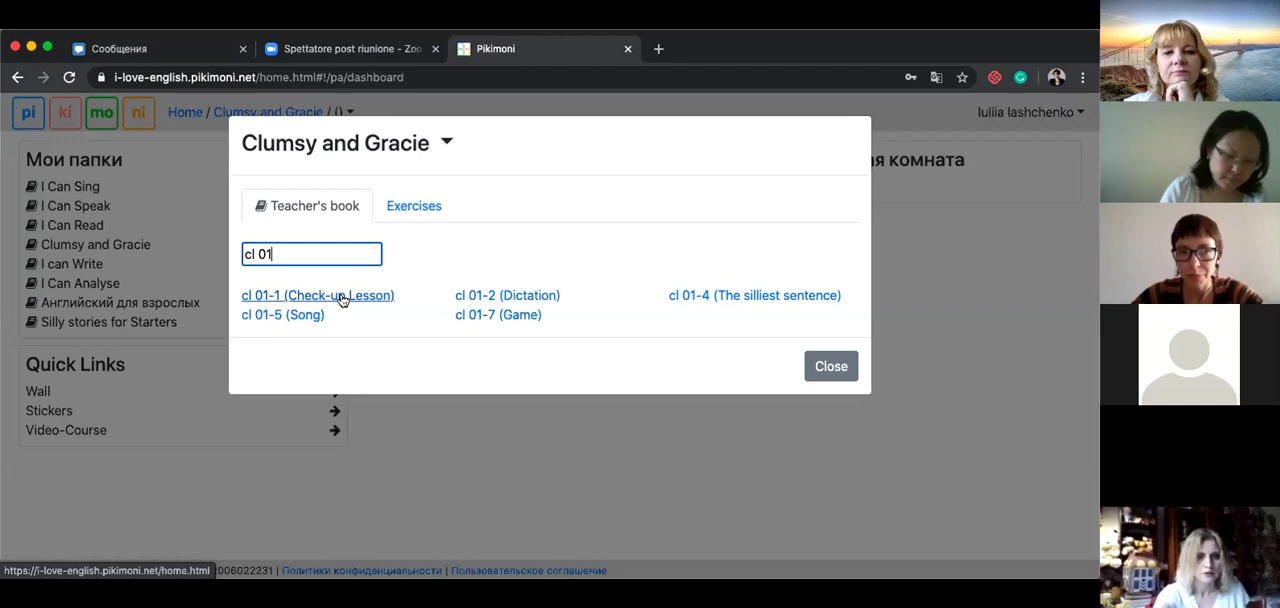 Сообщения
Spettatore post riunione - Zoo
Pikimoni
i-love-english.pikimoni.net/home.html#!/pa/dashboard
pi ki mo ni Home / Clumsy and Gracie / ()
Iuliia Iashchenko
Мои папки
I Can Sing
I Can Speak
I Can Read
Clumsy and Gracie
I can Write
I Can Analyse
Английский для взрослых
Silly stories for Starters
Quick Links
Wall
Stickers
Video-Course
Clumsy and Gracie
Teacher's book
Exercises
cl 01
cl 01-1 (Check-up Lesson)
cl 01-2 (Dictation)
cl 01-4 (The silliest sentence)
cl 01-5 (Song)
cl 01-7 (Game)
Close
ая комната
https://i-love-english.pikimoni.net/home.html
2006022231 | Политики конфиденциальности | Пользовательское соглашение